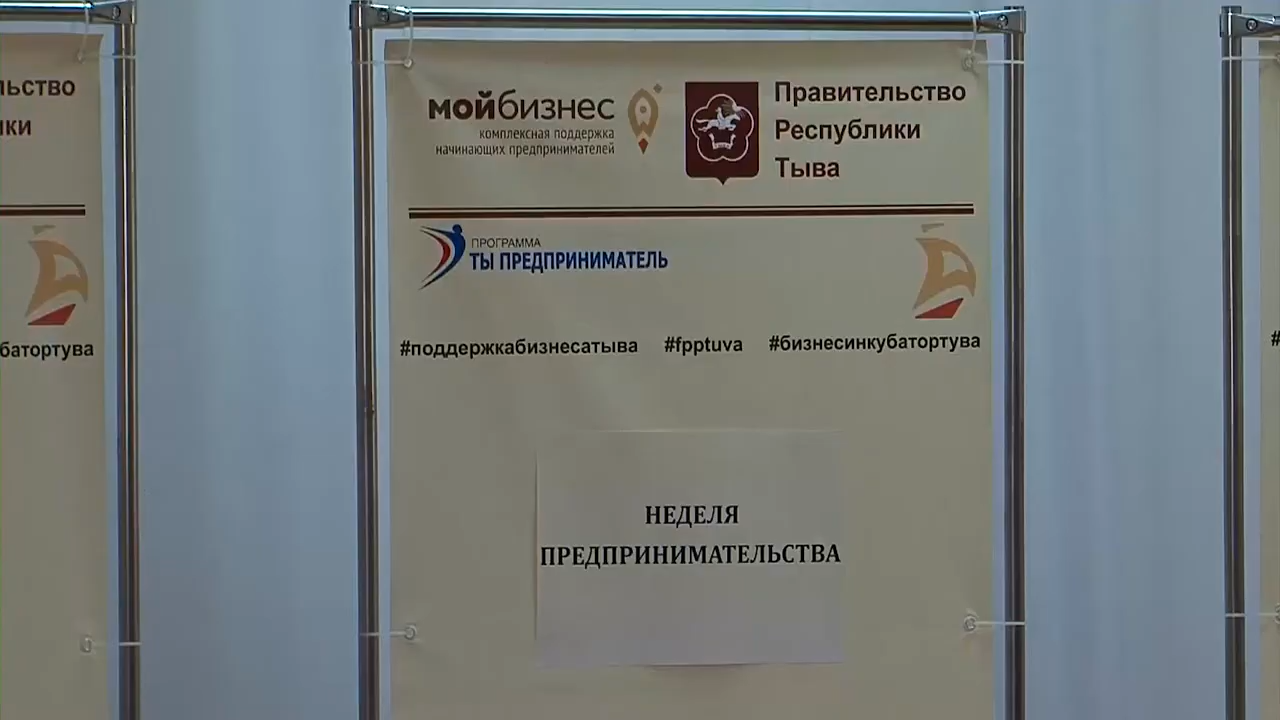 мойбизнес
комплексная поддержка
начинающих предпринимателей
Правительство
Республики
Тыва
ПРОГРАММА
ТЫ ПРЕДПРИНИМАТЕЛЬ
#поддержкабизнесатыва #fpptuva #бизнесинкубатортува
НЕДЕЛЯ
ПРЕДПРИНИМАТЕЛЬСТВА